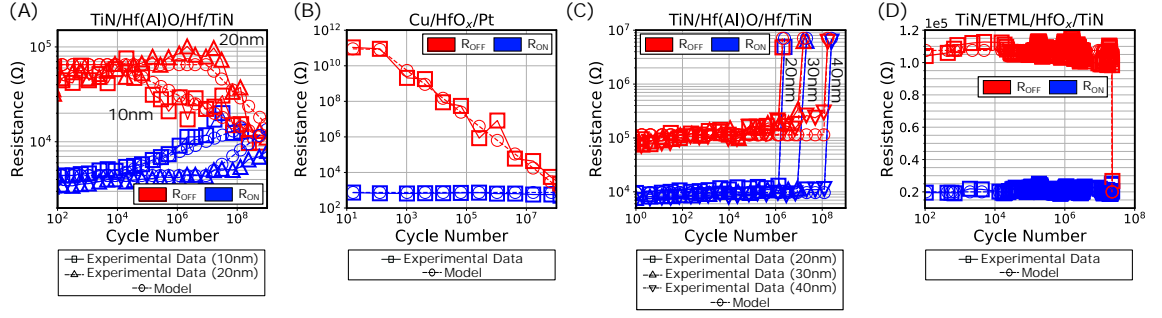 (A) TiN/Hf(Al)O/Hf/TiN
Resistance (Ω)
10^5
10^4
20nm
10nm
R_OFF R_ON
10^2 10^4 10^6 10^8
Cycle Number
Experimental Data (10nm)
Experimental Data (20nm)
Model
(B) Cu/HfO_x/Pt
Resistance (Ω)
10^12
10^10
10^8
10^6
10^4
10^2
R_OFF R_ON
10^1 10^3 10^5 10^7
Cycle Number
Experimental Data
Model
(C) TiN/Hf(Al)O/Hf/TiN
Resistance (Ω)
10^7
10^6
10^5
10^4
R_OFF R_ON
20nm
30nm
40nm
10^0 10^2 10^4 10^6 10^8
Cycle Number
Experimental Data (20nm)
Experimental Data (30nm)
Experimental Data (40nm)
Model
(D) TiN/ETML/HfO_x/TiN
1e5
Resistance (Ω)
1.2
1.0
0.8
0.6
0.4
0.2
R_OFF R_ON
10^2 10^4 10^6 10^8
Cycle Number
Experimental Data
Model